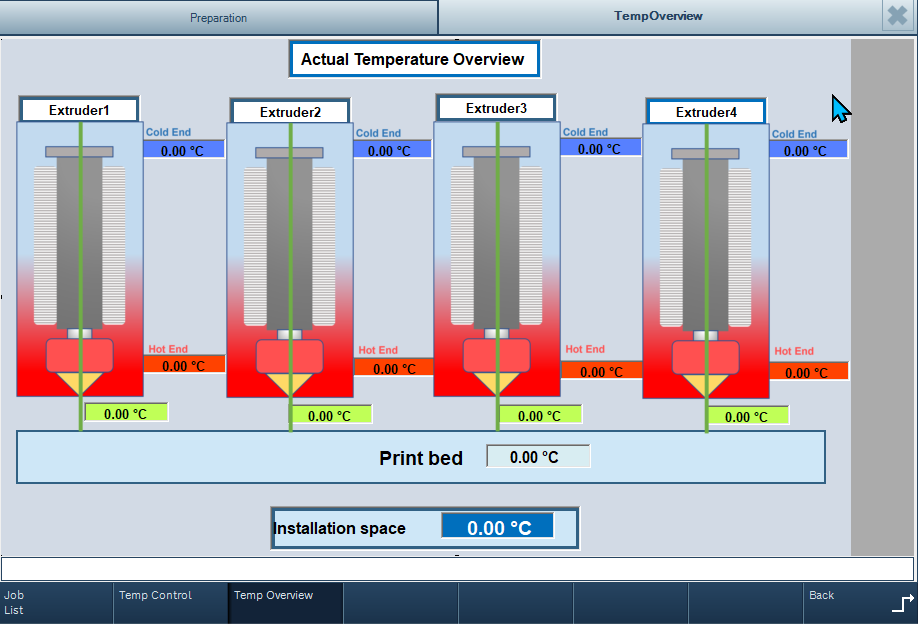 Preparation
TempOverview
Actual Temperature Overview
Extruder1
Extruder2
Extruder3
Extruder4
Cold End
Cold End
Cold End
Cold End
0.00 °C
0.00 °C
0.00 °C
0.00 °C
Hot End
Hot End
Hot End
Hot End
0.00 °C
0.00 °C
0.00 °C
0.00 °C
0.00 °C
0.00 °C
0.00 °C
0.00 °C
Print bed
0.00 °C
Installation space
0.00 °C
Job
List
Temp Control
Temp Overview
Back